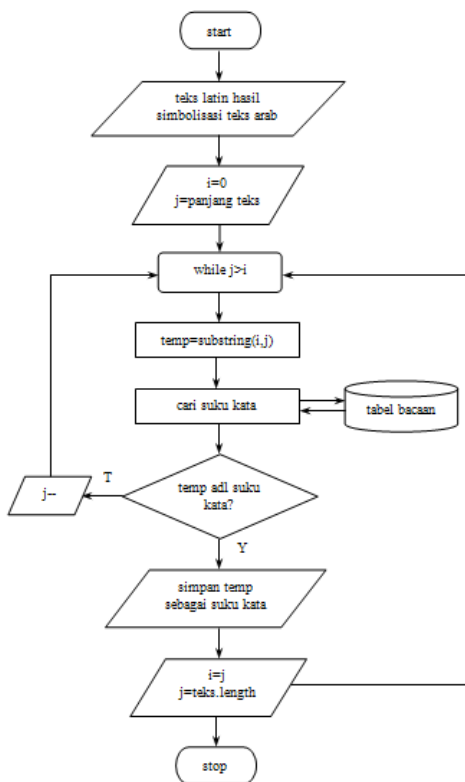 start
teks latin hasil
simbolisasi teks arab
i=0
j=panjang teks
while j>i
temp=substring(i,j)
cari suku kata
tabel bacaan
temp adl suku
kata?
T
j--
Y
simpan temp
sebagai suku kata
i=j
j=teks.length
stop